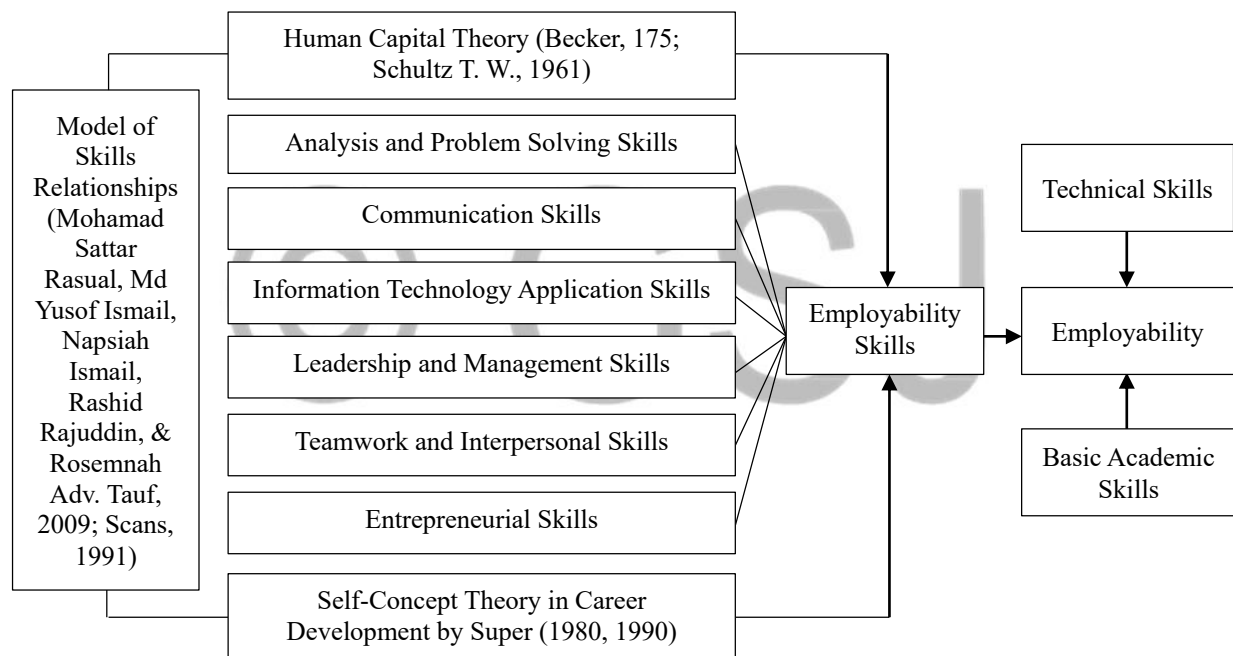 Human Capital Theory (Becker, 175;
Schultz T. W., 1961)
Model of
Skills
Relationships
(Mohamad
Sattar
Rasual, Md
Yusof Ismail,
Napsiah
Ismail,
Rashid
Rajuddin, &
Rosemnah
Adv. Tauf,
2009; Scans,
1991)
Analysis and Problem Solving Skills
Communication Skills
Information Technology Application Skills
Leadership and Management Skills
Teamwork and Interpersonal Skills
Entrepreneurial Skills
Self-Concept Theory in Career
Development by Super (1980, 1990)
Employability
Skills
Technical Skills
Employability
Basic Academic
Skills
(C) GSJ